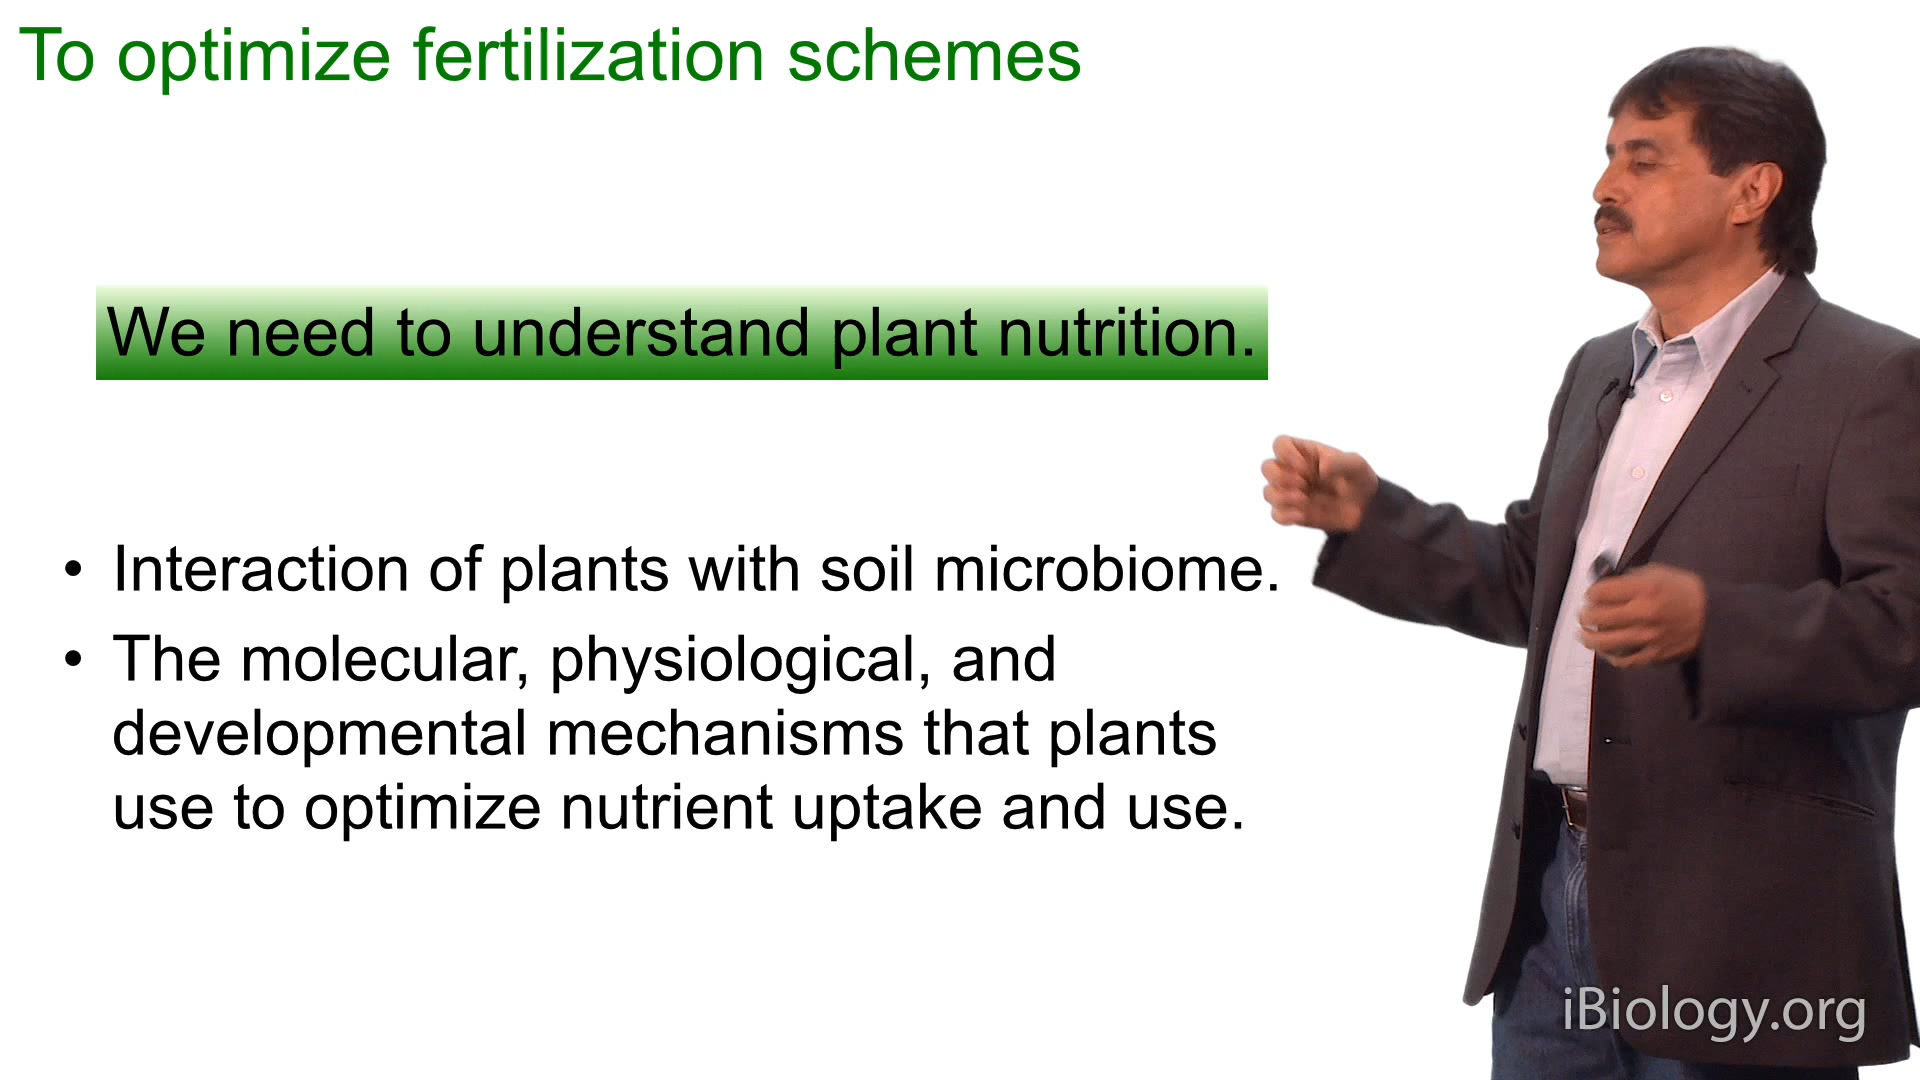 To optimize fertilization schemes
We need to understand plant nutrition.
• Interaction of plants with soil microbiome.
• The molecular, physiological, and
developmental mechanisms that plants
use to optimize nutrient uptake and use.
iBiology.org